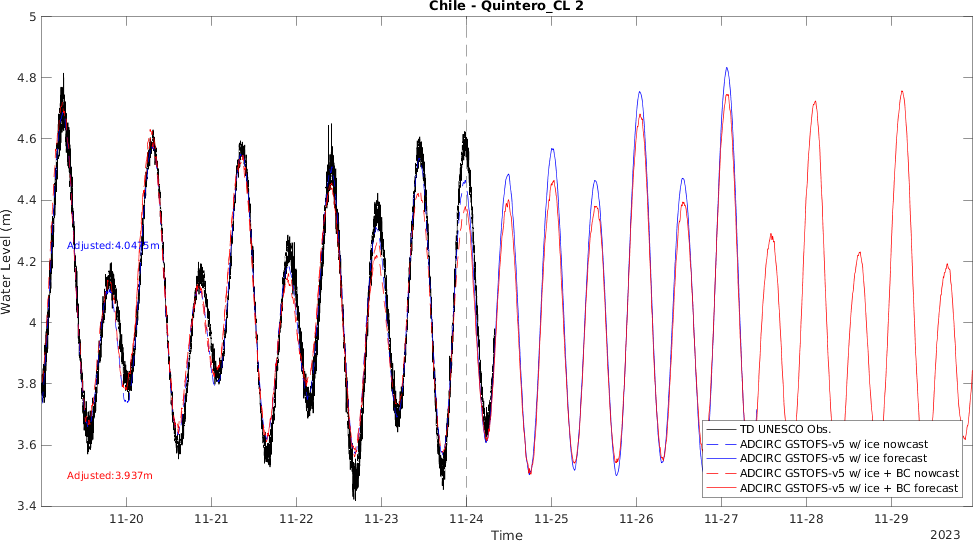 Chile - Quintero_CL 2
5
4.8
4.6
4.4
4.2
4
3.8
3.6
3.4
Water Level (m)
Adjusted:4.0475m
Adjusted:3.937m
TD UNESCO Obs.
ADCIRC GSTOFS-v5 w/ ice nowcast
ADCIRC GSTOFS-v5 w/ ice forecast
ADCIRC GSTOFS-v5 w/ ice + BC nowcast
ADCIRC GSTOFS-v5 w/ ice + BC forecast
11-20 11-21 11-22 11-23 11-24 11-25 11-26 11-27 11-28 11-29
Time
2023